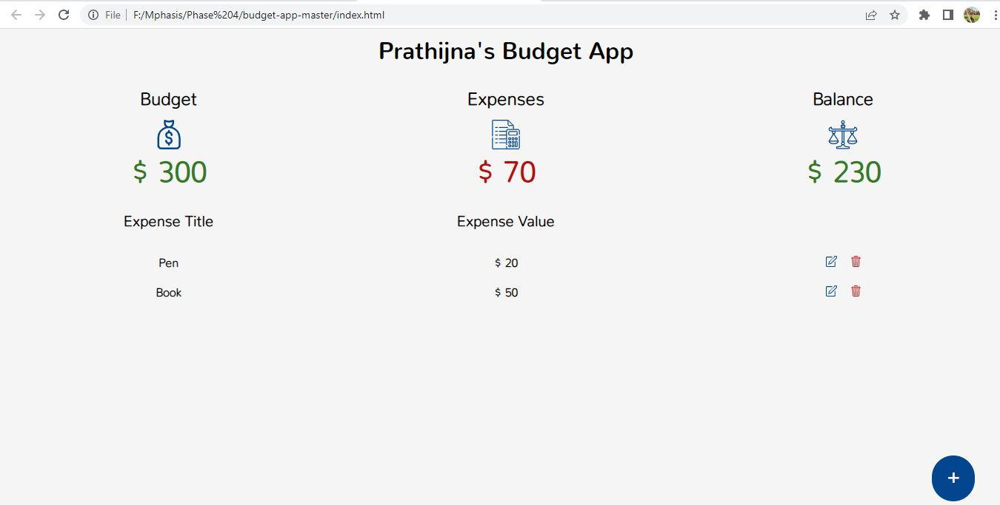 File F:/Mphasis/Phase%204/budget-app-master/index.html
Prathijna's Budget App
Budget Expenses Balance
$ 300 $ 70 $ 230
Expense Title Expense Value
Pen $ 20
Book $ 50
+